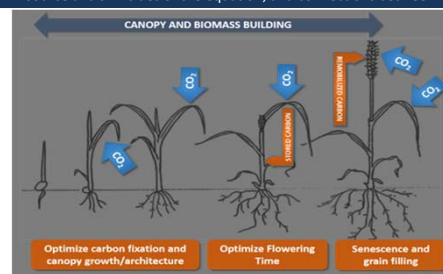 CANOPY AND BIOMASS BUILDING
CO₂
CO₂
CO₂
STORED CARBON
REMOBILIZED CARBON
CO₂
CO₂
Optimize carbon fixation and
canopy growth/architecture
Optimize Flowering
Time
Senescence and
grain filling